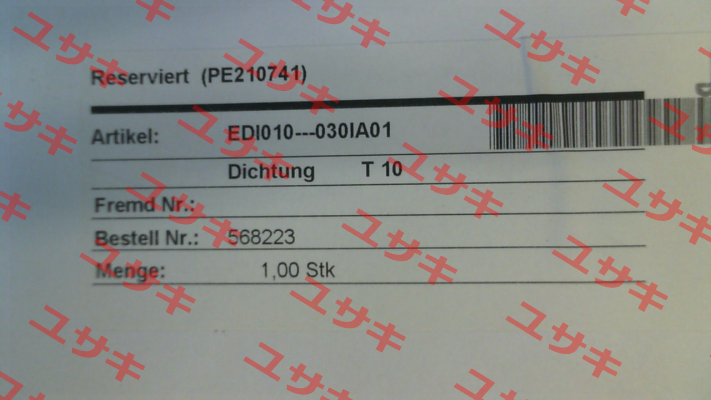 Reserviert (PE210741)
Artikel: EDI010---030IA01
Dichtung T 10
Fremd Nr.:
Bestell Nr.: 568223
Menge: 1,00 Stk
ユサキ